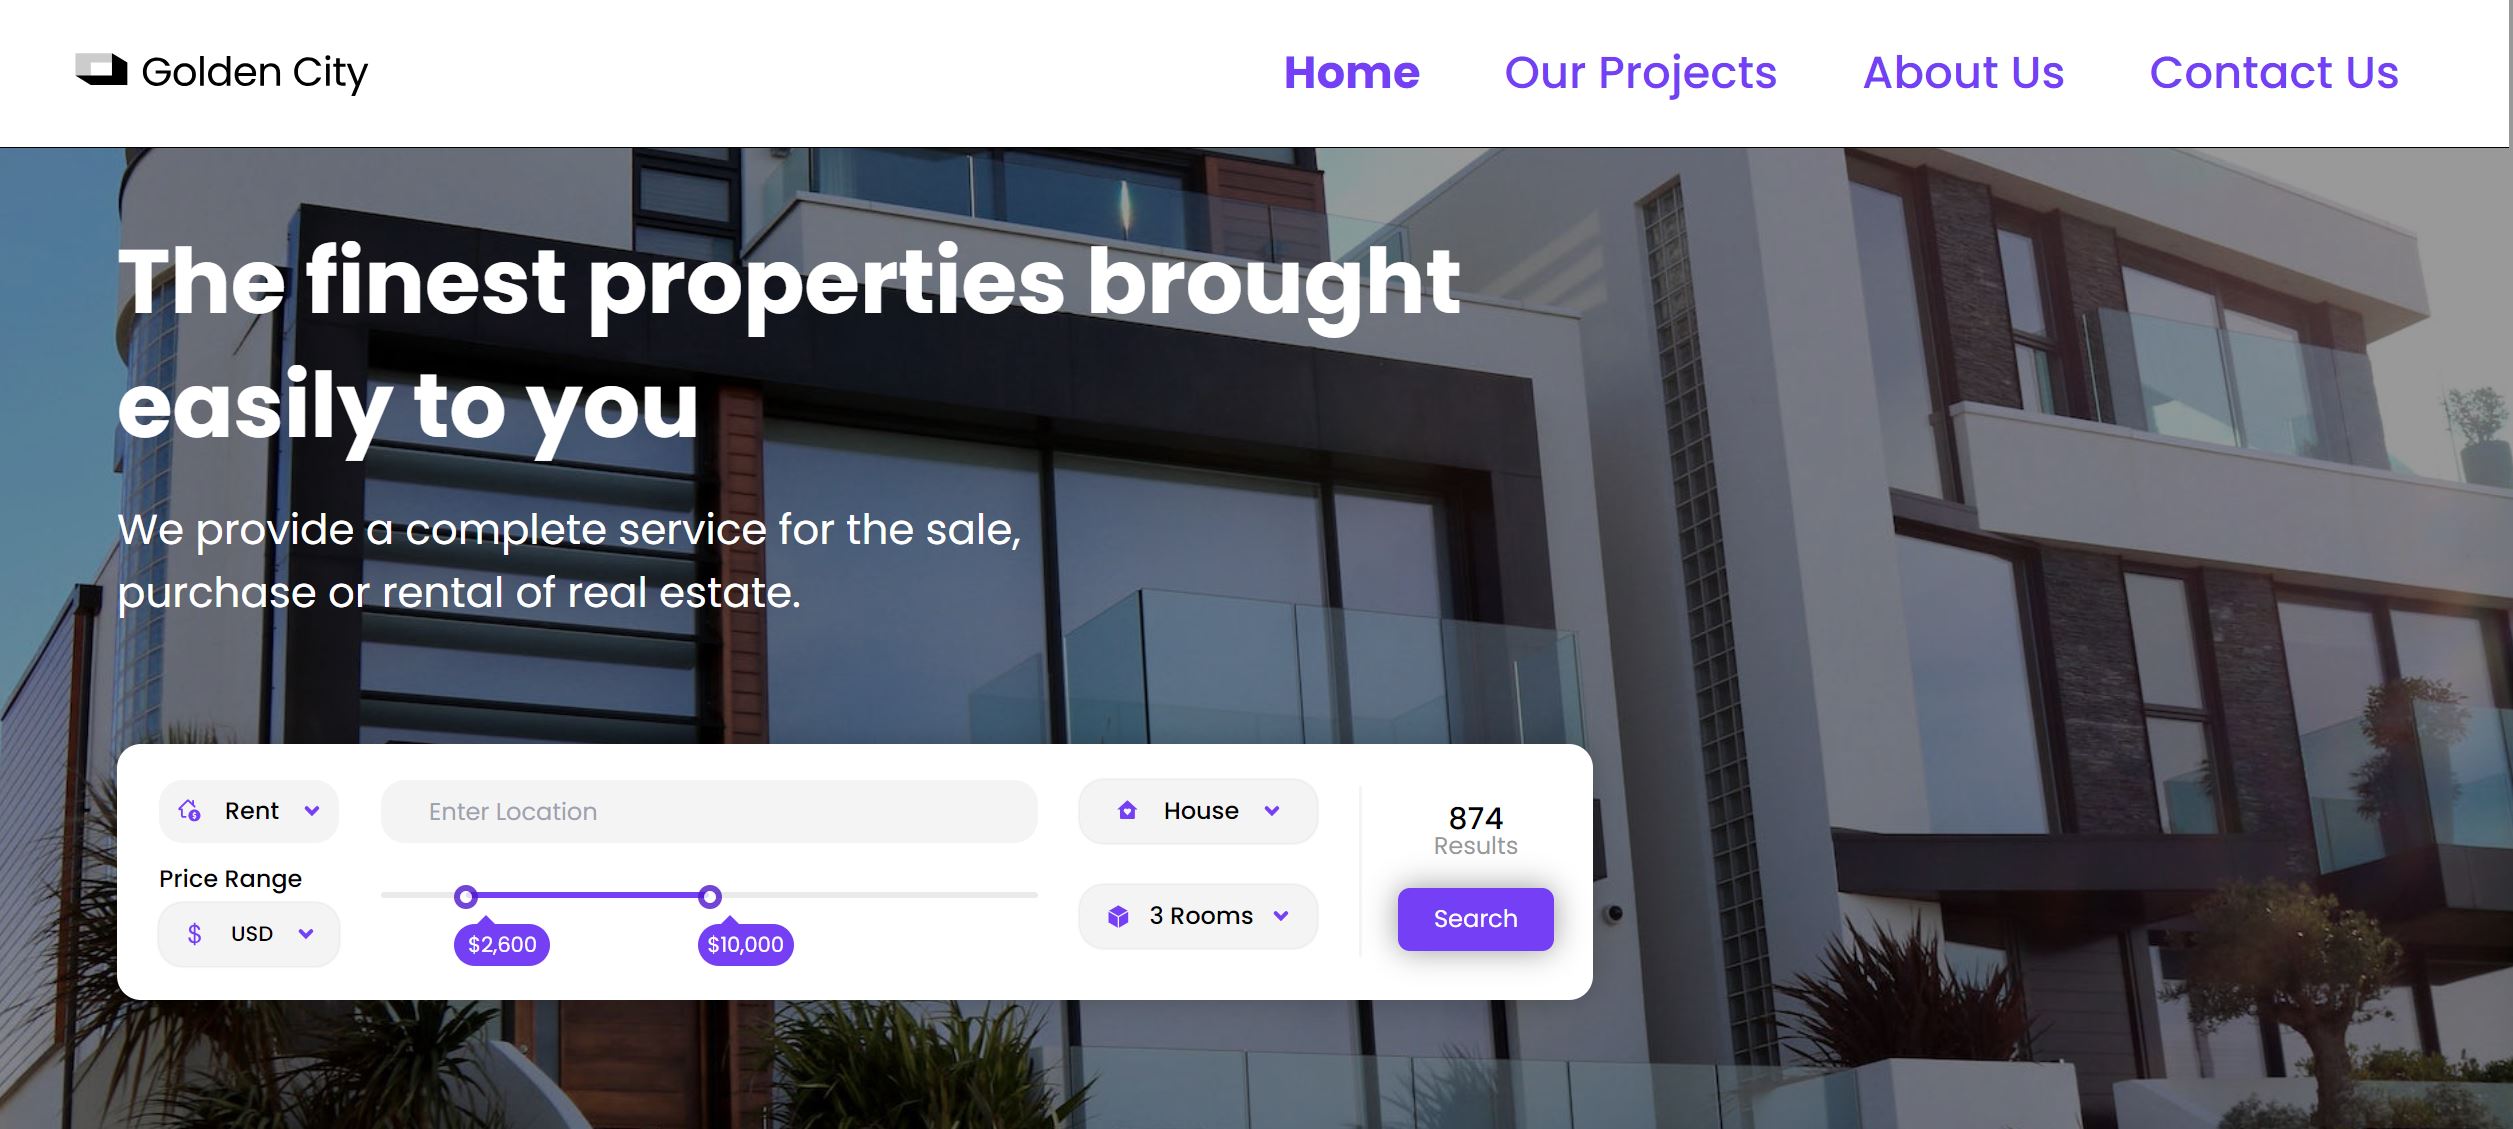 Golden City
Home
Our Projects
About Us
Contact Us
The finest properties brought
easily to you
We provide a complete service for the sale,
purchase or rental of real estate.
Rent
Enter Location
House
874
Results
Price Range
$ USD
$2,600
$10,000
3 Rooms
Search